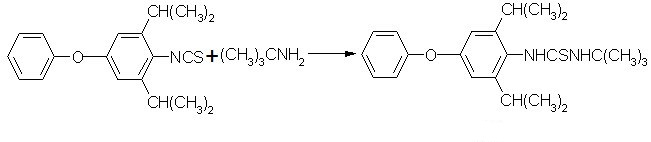 CH(CH₃)₂ CH(CH₃)₂
O NCS + (CH₃)₃CNH₂ O NHCSNHC(CH₃)₃
CH(CH₃)₂ CH(CH₃)₂